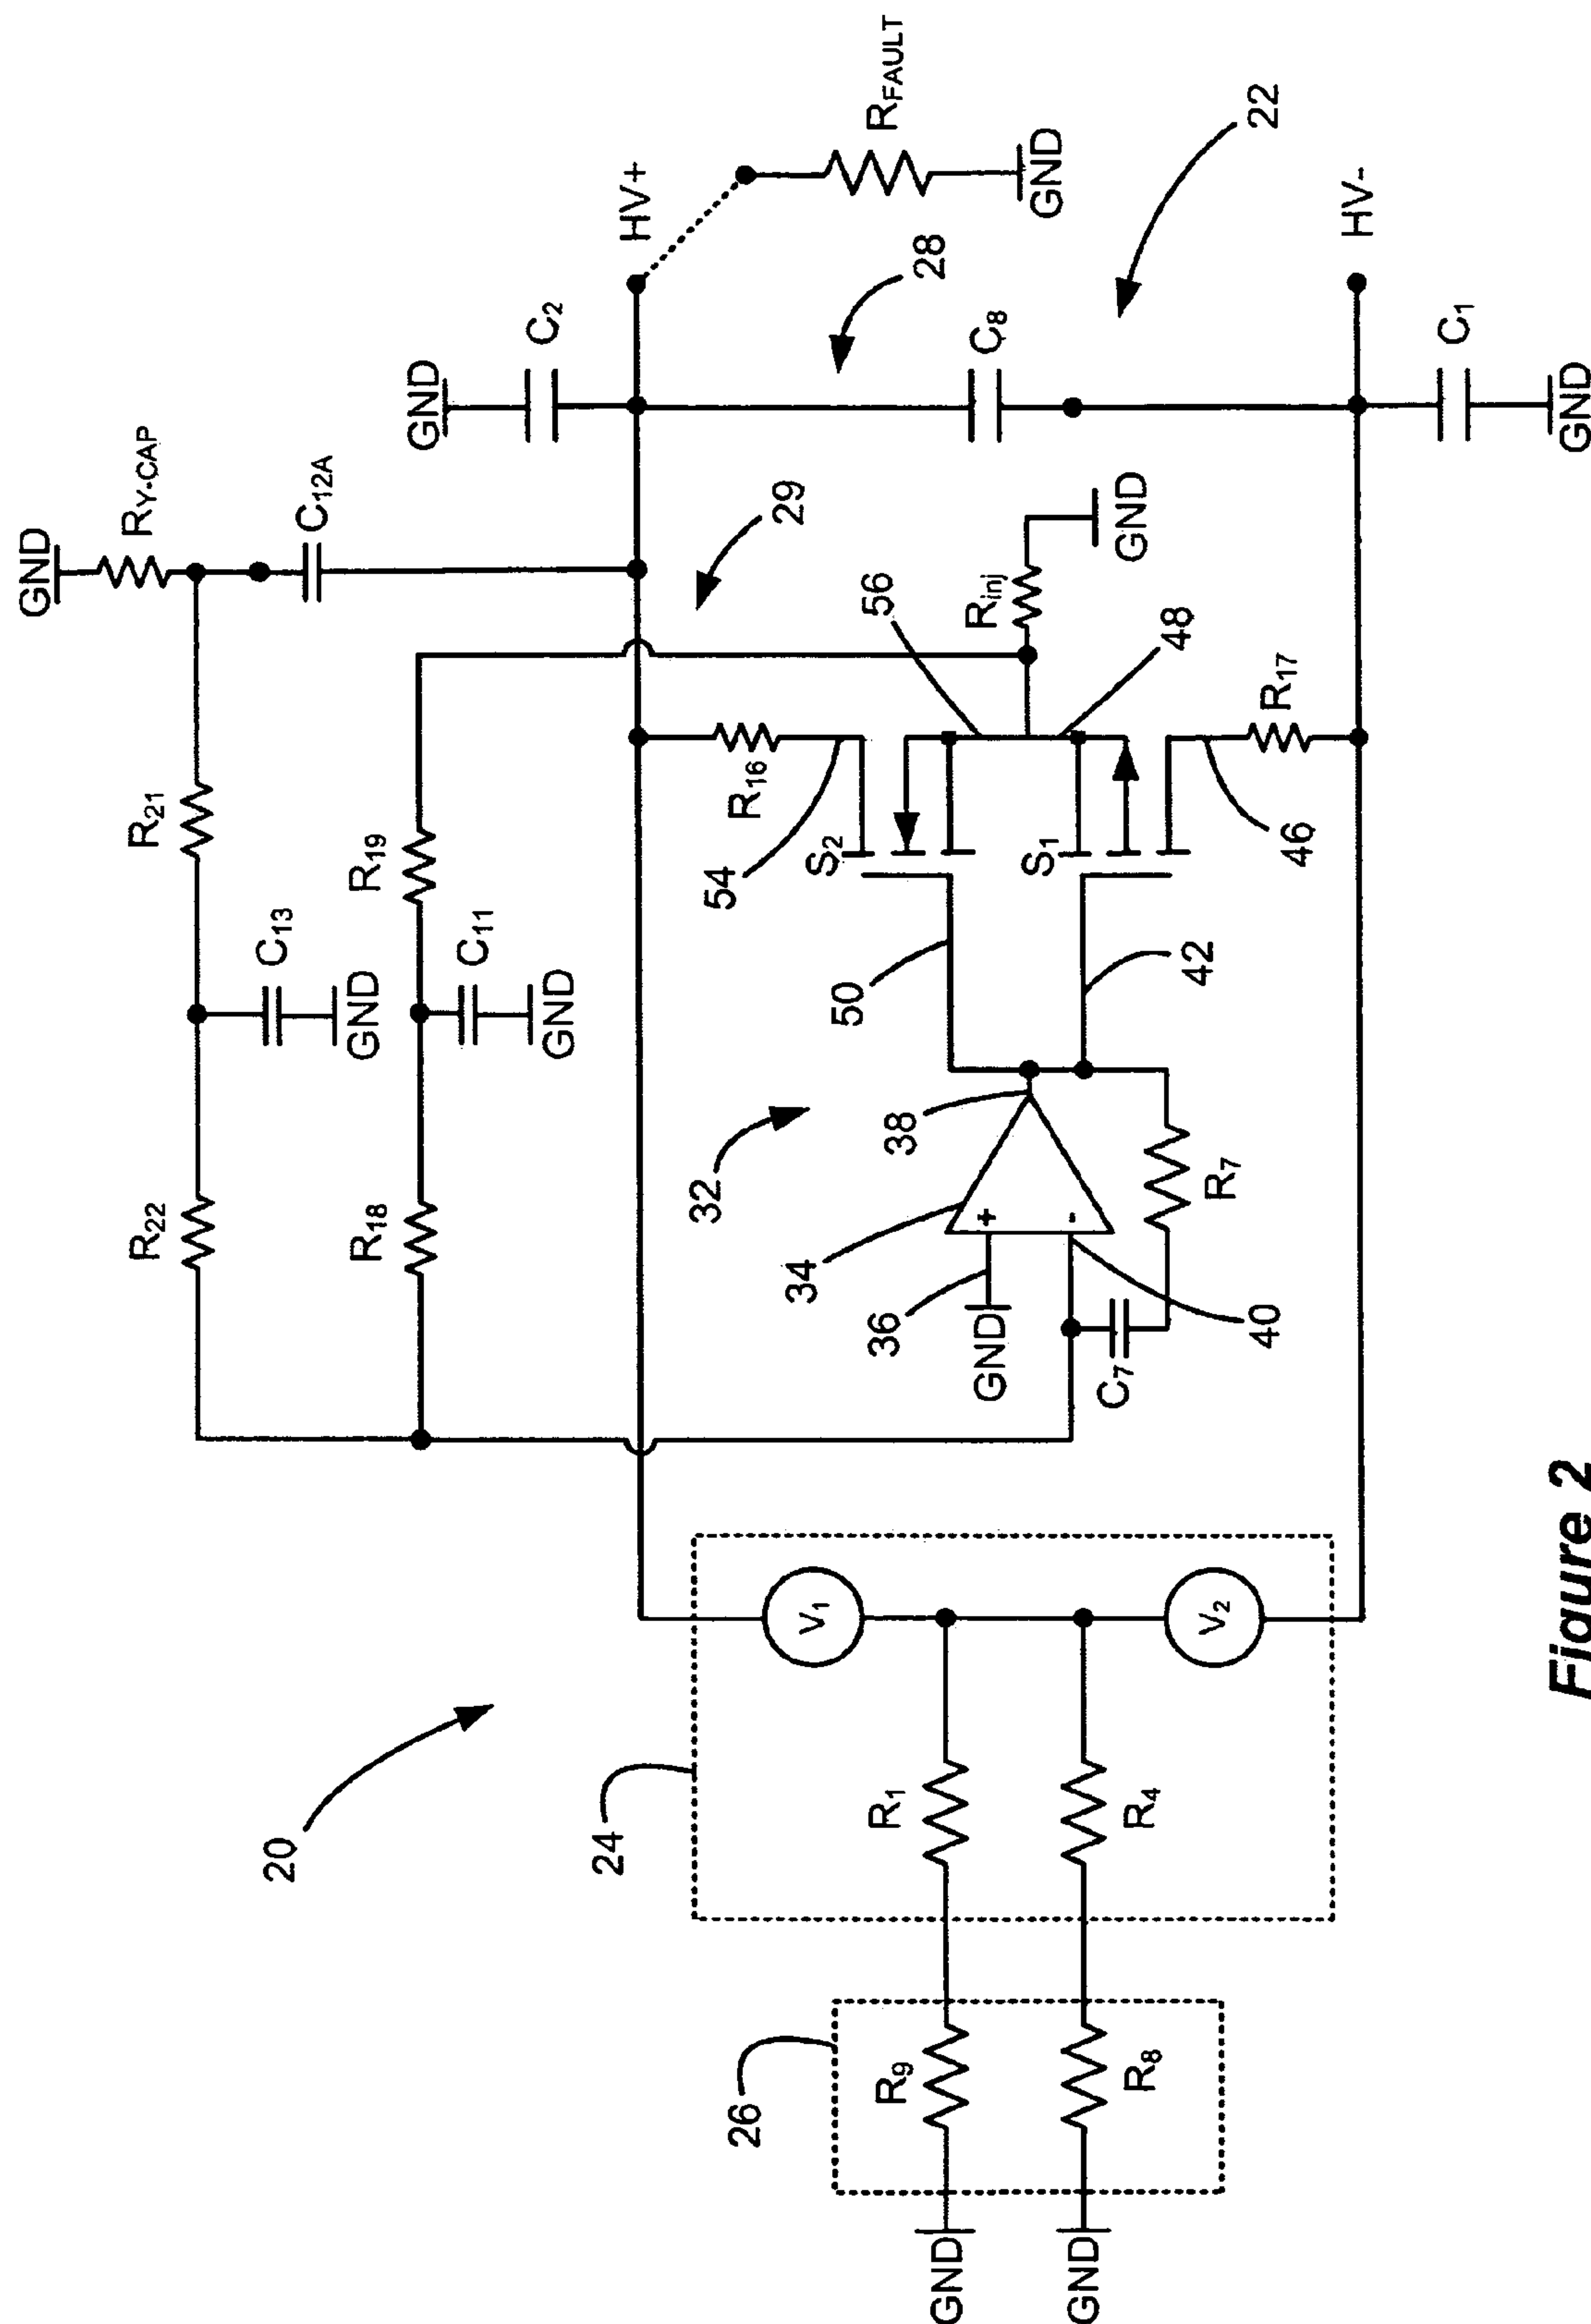 GND
R_Y-CAP
C12A
R21
C13
GND
R22
R19
C11
GND
R18
GND
C2
HV+
R_FAULT
GND
28
C8
22
HV-
C1
GND
29
Rinj
GND
56
48
R16
54
S2
S1
46
R17
50
42
32
38
34
+
-
36
GND
40
C7
R7
20
24
V1
V2
R1
R4
26
R9
R8
GND
GND
Figure 2